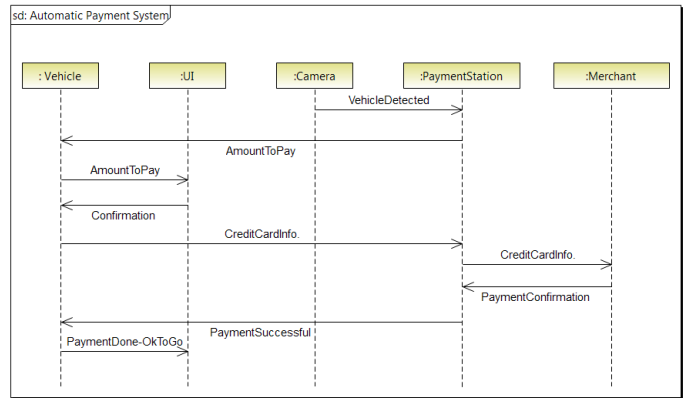 sd: Automatic Payment System
: Vehicle
:UI
:Camera
:PaymentStation
:Merchant
VehicleDetected
AmountToPay
AmountToPay
Confirmation
CreditCardInfo.
CreditCardInfo.
PaymentConfirmation
PaymentSuccessful
PaymentDone-OkToGo